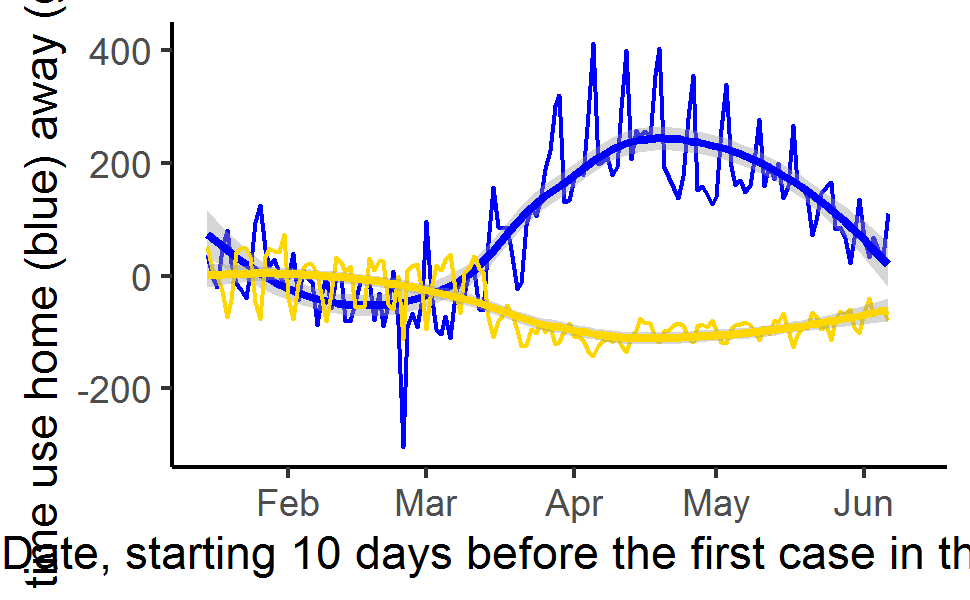 time use home (blue) away (
400
200
0
-200
Feb Mar Apr May Jun
Date, starting 10 days before the first case in th